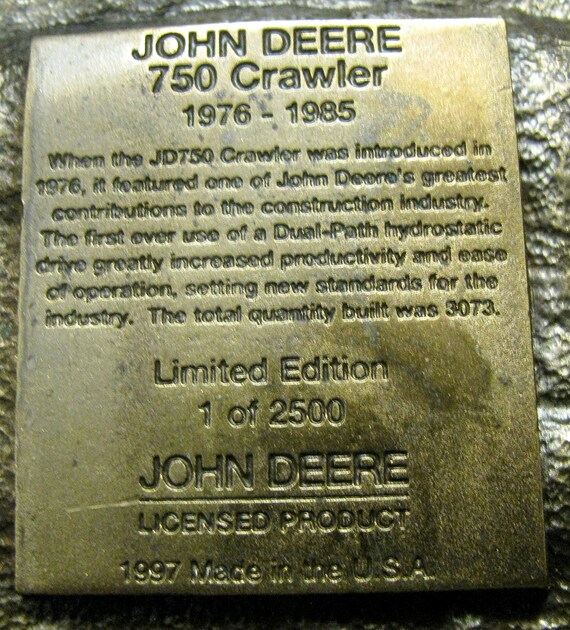 JOHN DEERE
750 Crawler
1976 - 1985
When the JD750 Crawler was introduced in
1976, it featured one of John Deere's greatest
contributions to the construction industry.
The first ever use of a Dual-Path hydrostatic
drive greatly increased productivity and ease
of operation, setting new standards for the
industry. The total quantity built was 3073.
Limited Edition
1 of 2500
JOHN DEERE
LICENSED PRODUCT
1997 Made in the U.S.A.